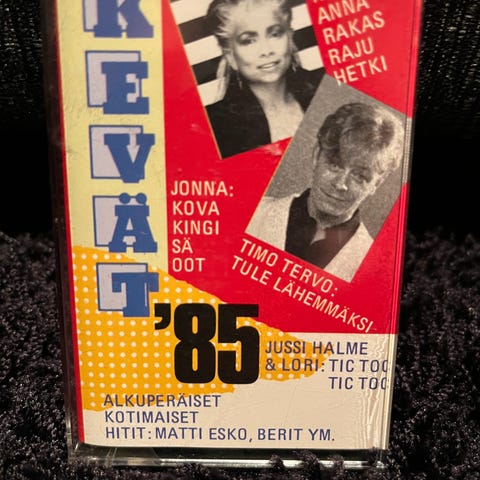 KEVÄT
'85
ANNA
RAKAS
RAJU
HETKI
JONNA:
KOVA
KINGI
SÄ
OOT
TIMO TERVO:
TULE LÄHEMMÄKSI
JUSSI HALME
& LORI: TIC TOC
TIC TOC
ALKUPERÄISET
KOTIMAISET
HITIT: MATTI ESKO, BERIT YM.